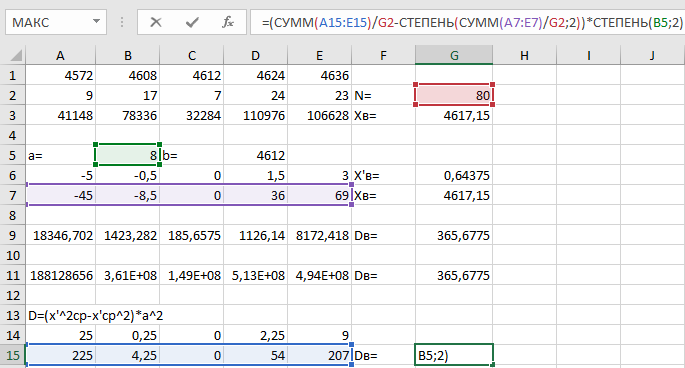 МАКС =(СУММ(A15:E15)/G2-СТЕПЕНЬ(СУММ(A7:E7)/G2;2))*СТЕПЕНЬ(B5;2)
A B C D E F G H I J
1 4572 4608 4612 4624 4636
2 9 17 7 24 23 N= 80
3 41148 78336 32284 110976 106628 Xв= 4617,15
4
5 a= 8 b= 4612
6 -5 -0,5 0 1,5 3 X'в= 0,64375
7 -45 -8,5 0 36 69 Xв= 4617,15
8
9 18346,702 1423,282 185,6575 1126,14 8172,418 Dв= 365,6775
10
11 188128656 3,61E+08 1,49E+08 5,13E+08 4,94E+08 Dв= 365,6775
12
13 D=(x'^2ср-x'ср^2)*a^2
14 25 0,25 0 2,25 9
15 225 4,25 0 54 207 Dв= B5;2)